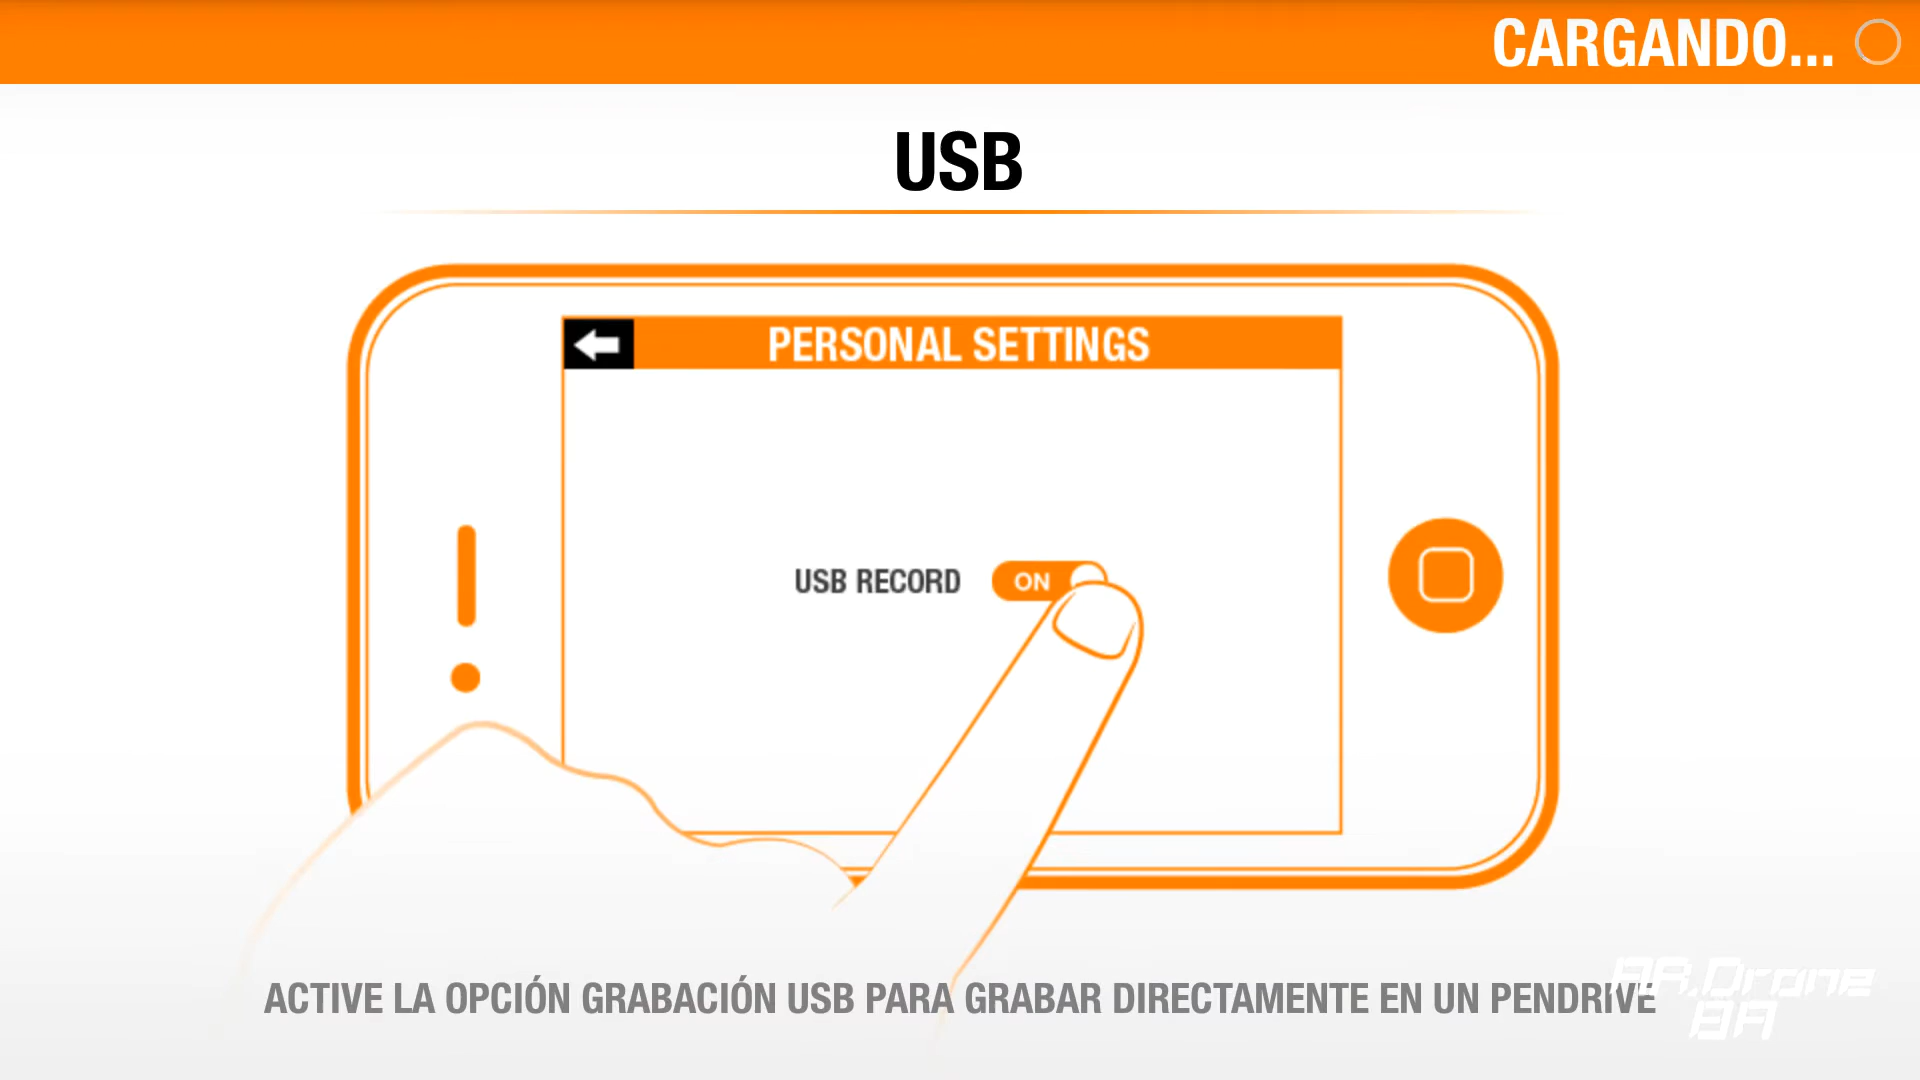 CARGANDO...
USB
PERSONAL SETTINGS
USB RECORD
ON
ACTIVE LA OPCIÓN GRABACIÓN USB PARA GRABAR DIRECTAMENTE EN UN PENDRIVE
AR.Drone
BA